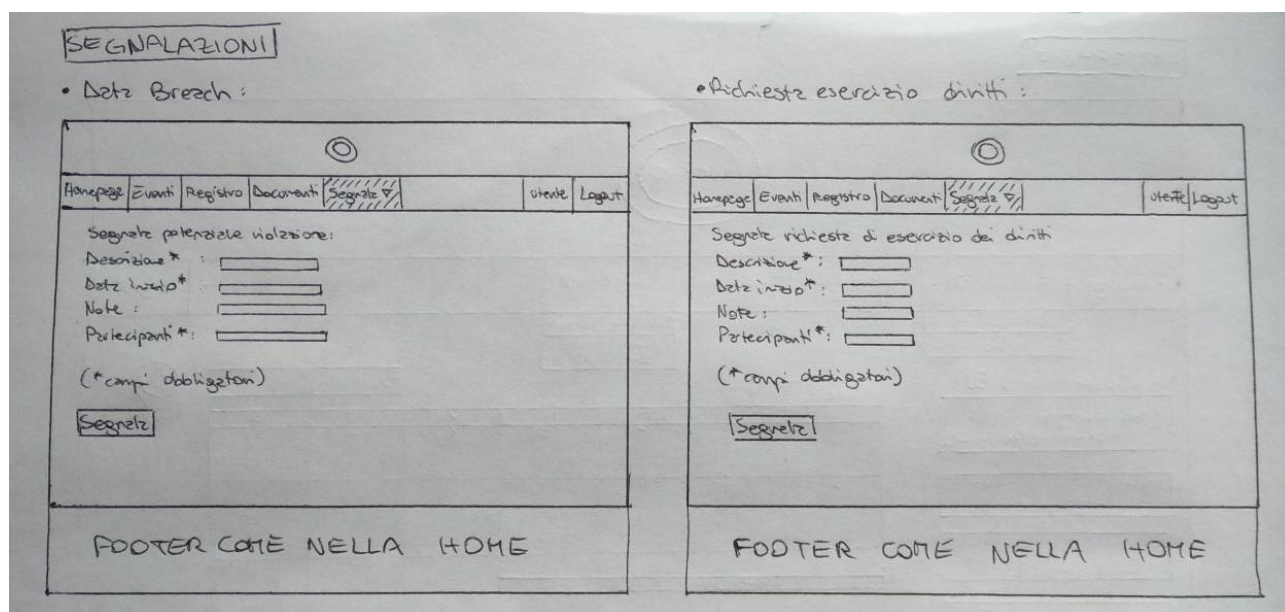 SEGNALAZIONI
• Data Breach :
Homepage Eventi Registro Documenti Segnala ▽ Utente Logout
Segnala potenziale violazione:
Descrizione* :
Data inizio*
Note :
Partecipanti*:
(*campi obbligatori)
Segnala
FOOTER COME NELLA HOME
• Richiesta esercizio diritti :
Homepage Eventi Registro Documenti Segnala ▽ Utente Logout
Segnala richiesta di esercizio dei diritti
Descrizione*:
Data inizio*:
Note :
Partecipanti*:
(*campi obbligatori)
Segnala
FOOTER COME NELLA HOME